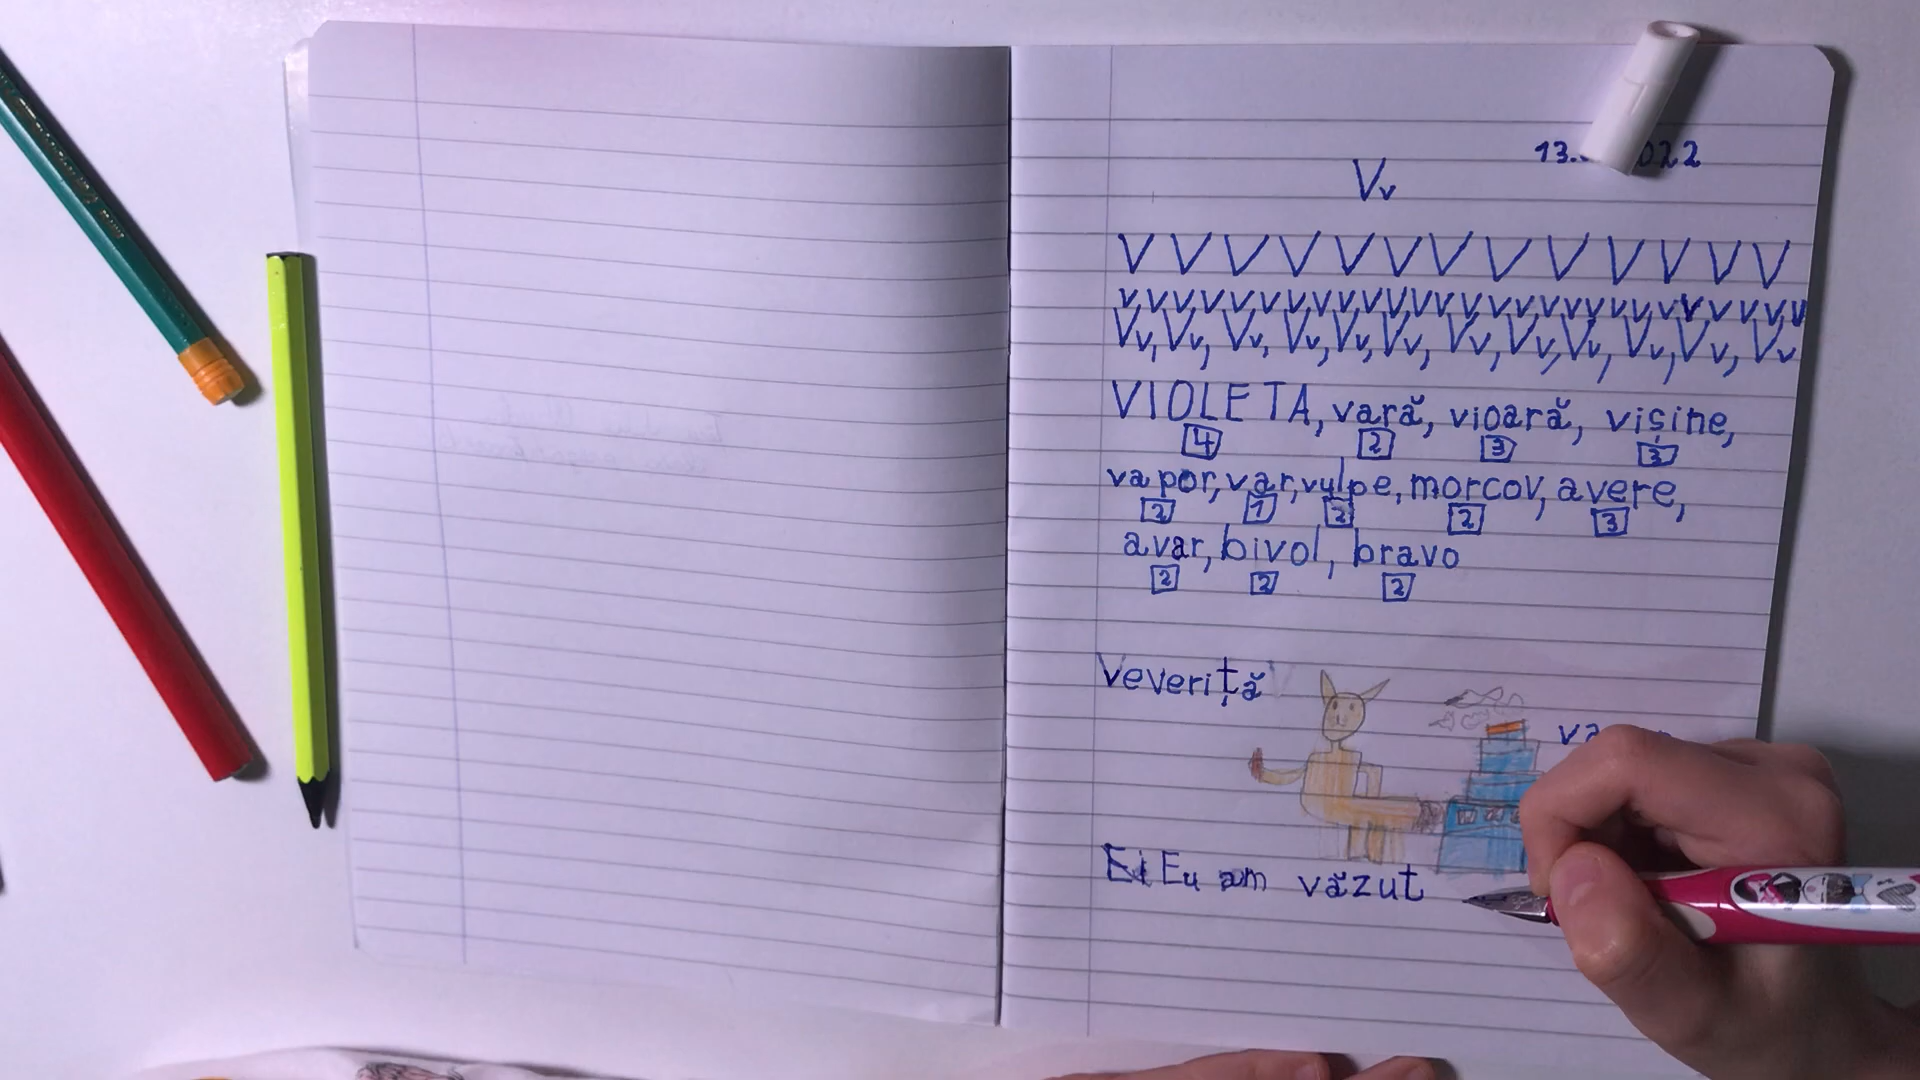 13. 022
Vv
V V V V V V V V V V V V V
v v v v v v v v v v v v v v v v v v v v v v v v v v v
Vv, Vv, Vv, Vv, Vv, Vv, Vv, Vv, Vv, Vv, Vv, Vv
VIOLETA, vară, vioară, vișine,
4 2 3 3
vapor, var, vulpe, morcov, avere,
2 1 2 2 3
avar, bivol, bravo
2 2 2
Veveriță
Eu am văzut